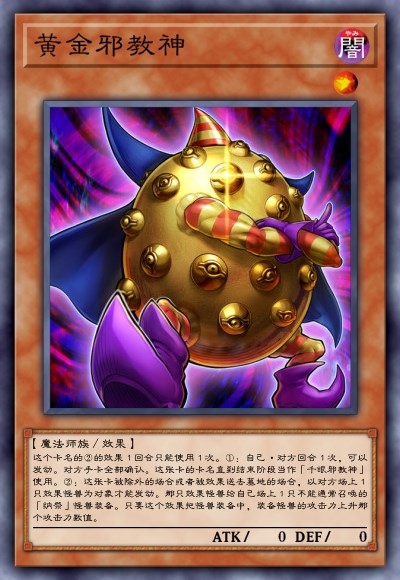 黄金邪教神
やみ
闇
【魔法师族/效果】
这个卡名的②的效果1回合只能使用1次。①：自己·对方回合1次，可以
发动。对方手卡全部确认。这张卡的卡名直到结束阶段当作「千眼邪教神」
使用。②：这张卡被除外的场合或者被效果送去墓地的场合，以对方场上1
只效果怪兽为对象才能发动。那只效果怪兽给自己场上1只不能通常召唤的
「纳祭」怪兽装备。只要这个效果把怪兽装备中，装备怪兽的攻击力上升那
个攻击力数值。
ATK/ 0 DEF/ 0